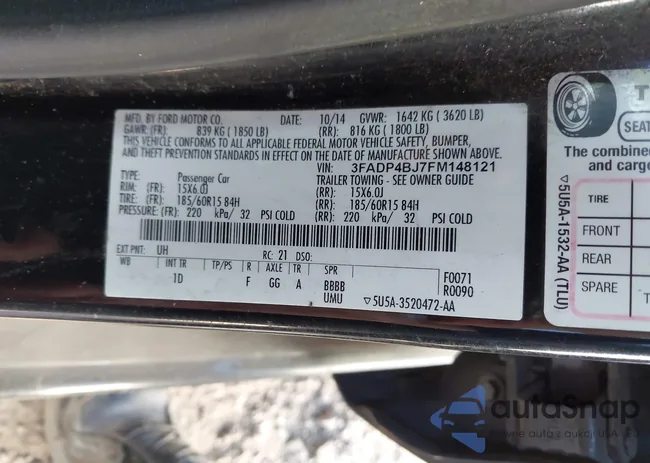 MFD. BY FORD MOTOR CO. DATE: 10/14 GVWR: 1642 KG ( 3620 LB)
GAWR: (FR): 839 KG ( 1850 LB) (RR): 816 KG ( 1800 LB)
THIS VEHICLE CONFORMS TO ALL APPLICABLE FEDERAL MOTOR VEHICLE SAFETY, BUMPER,
AND THEFT PREVENTION STANDARDS IN EFFECT ON THE DATE OF MANUFACTURE SHOWN ABOVE.
VIN: 3FADP4BJ7FM148121
TYPE: Passenger Car TRAILER TOWING - SEE OWNER GUIDE
RIM: (FR): 15X6.0J (RR): 15X6.0J
TIRE: (FR): 185/60R15 84H (RR): 185/60R15 84H
PRESSURE: (FR): 220 kPa/ 32 PSI COLD (RR): 220 kPa/ 32 PSI COLD
EXT PNT: UH RC: 21 DSO:
WB INT TR TP/PS R AXLE TR SPR F0071
1D F GG A BBBB R0090
UMU ▽5U5A-3520472-AA
▽5U5A-1532-AA (TLU)
SEAT
The combined
and cargo
TIRE
FRONT
REAR
SPARE
autoSnap